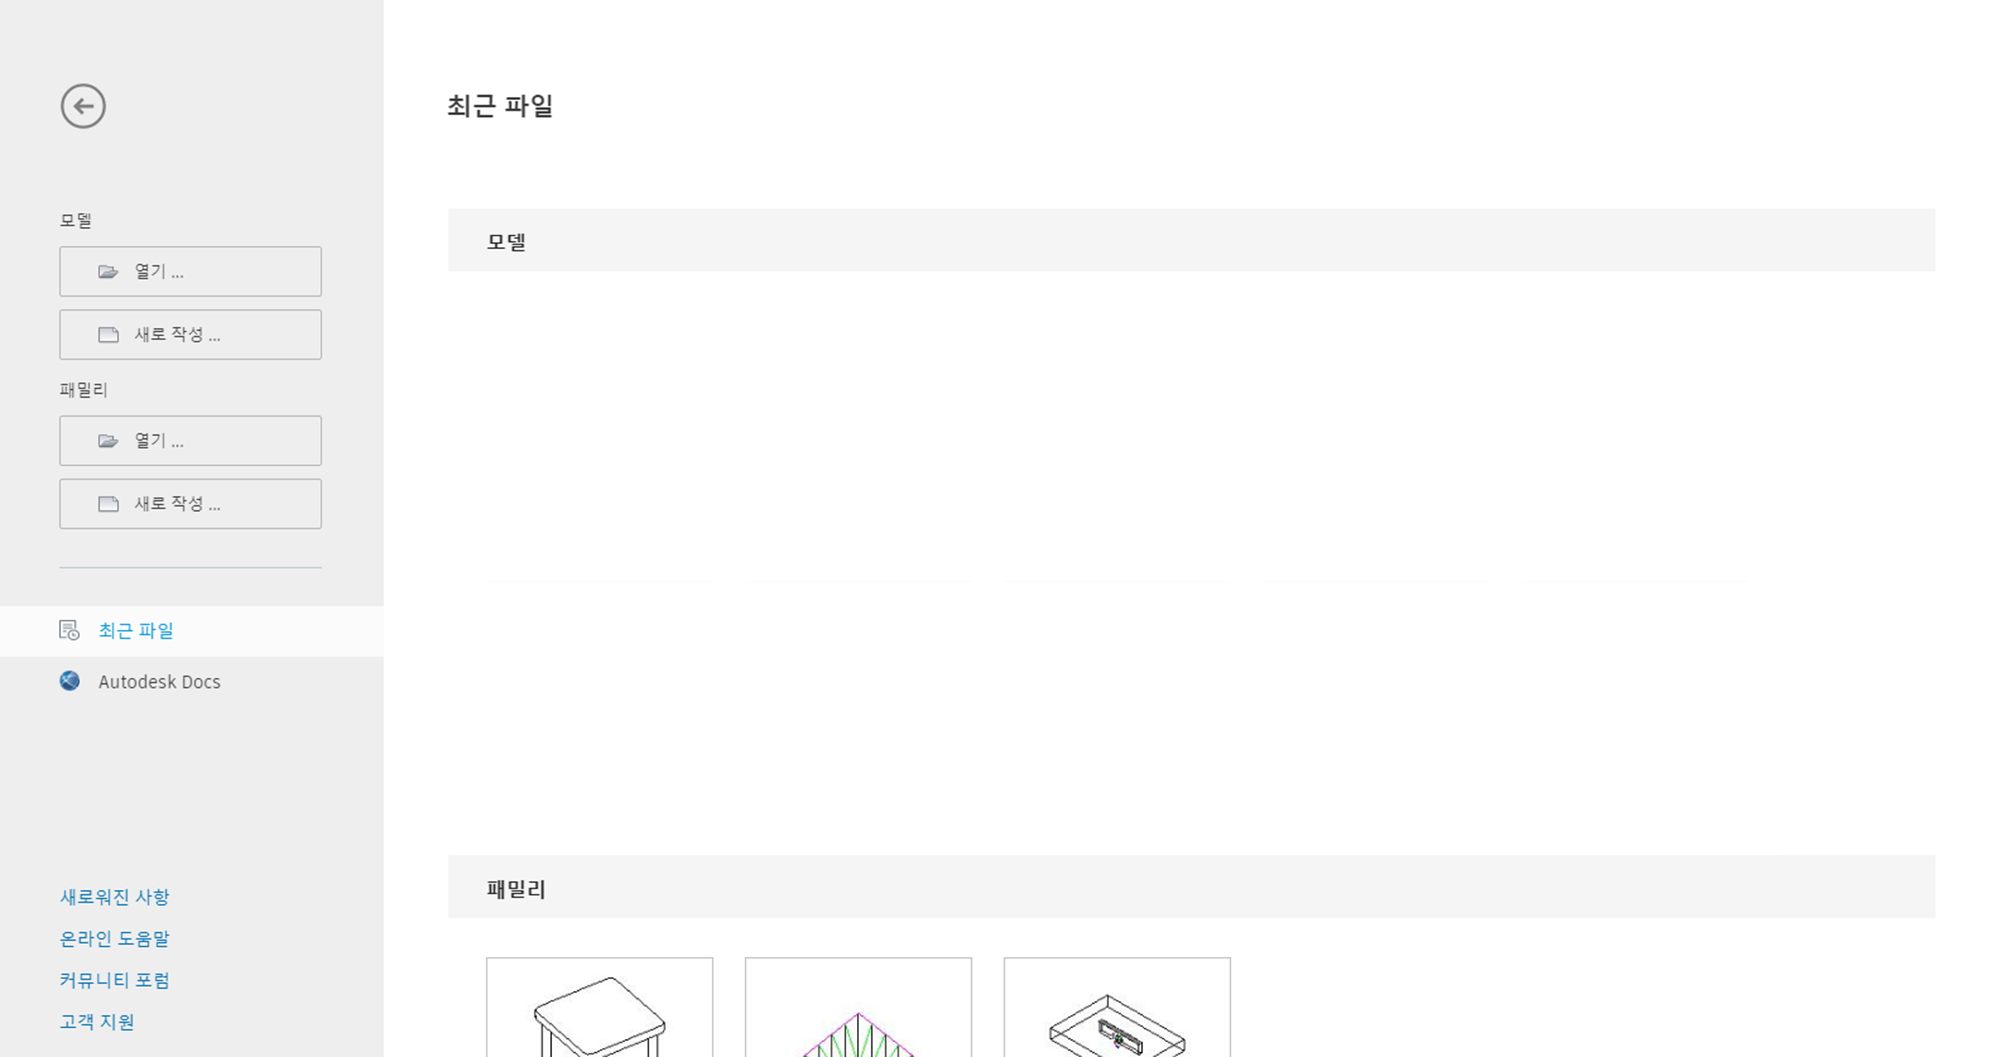 모델
열기 ...
새로 작성 ...
패밀리
열기 ...
새로 작성 ...
최근 파일
Autodesk Docs
새로워진 사항
온라인 도움말
커뮤니티 포럼
고객 지원
최근 파일
모델
패밀리